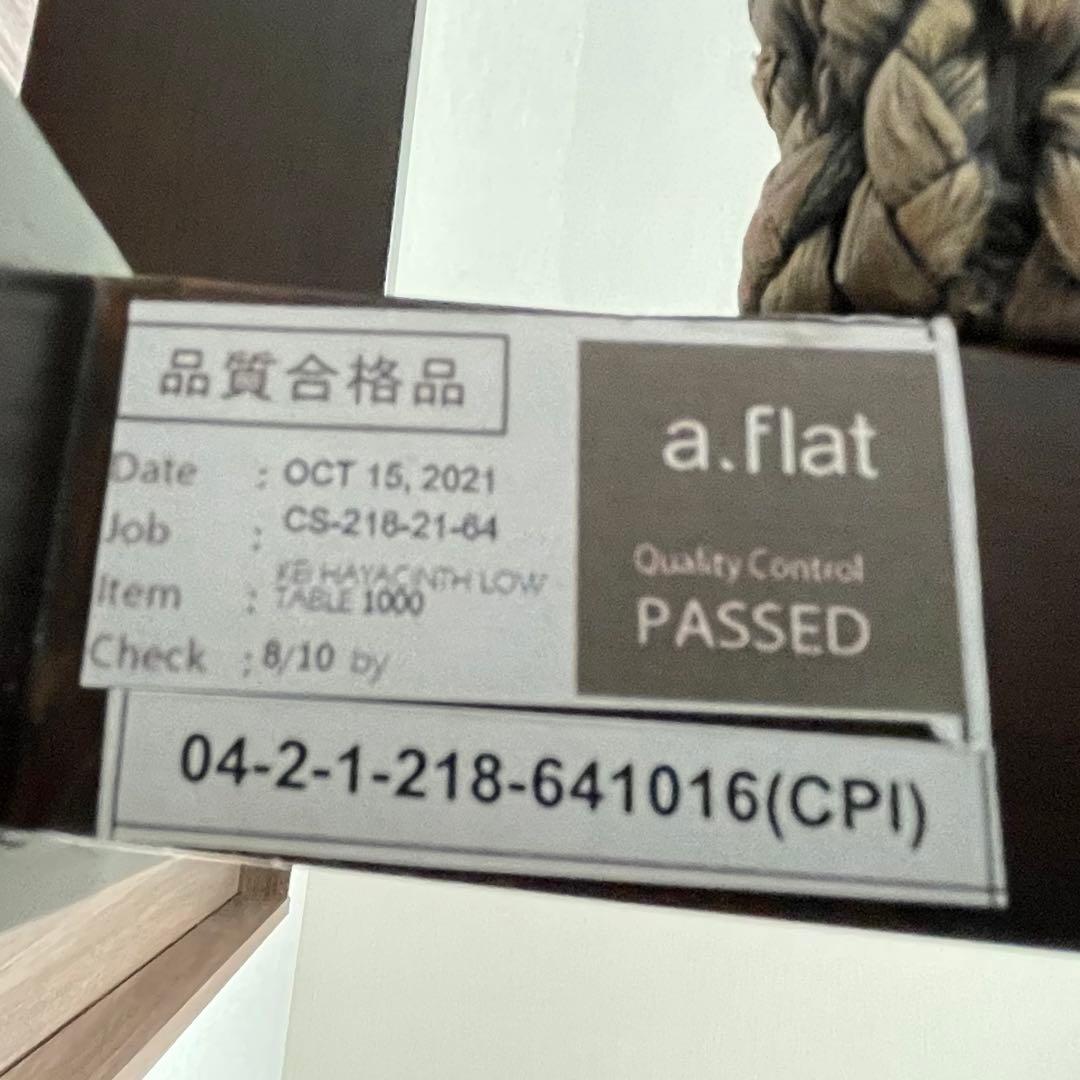 品質合格品
Date : OCT 15, 2021
Job : CS-218-21-64
Item : KEI HAYACINTH LOW
TABLE 1000
Check : 8/10 by
a.flat
Quality Control
PASSED
04-2-1-218-641016(CPI)